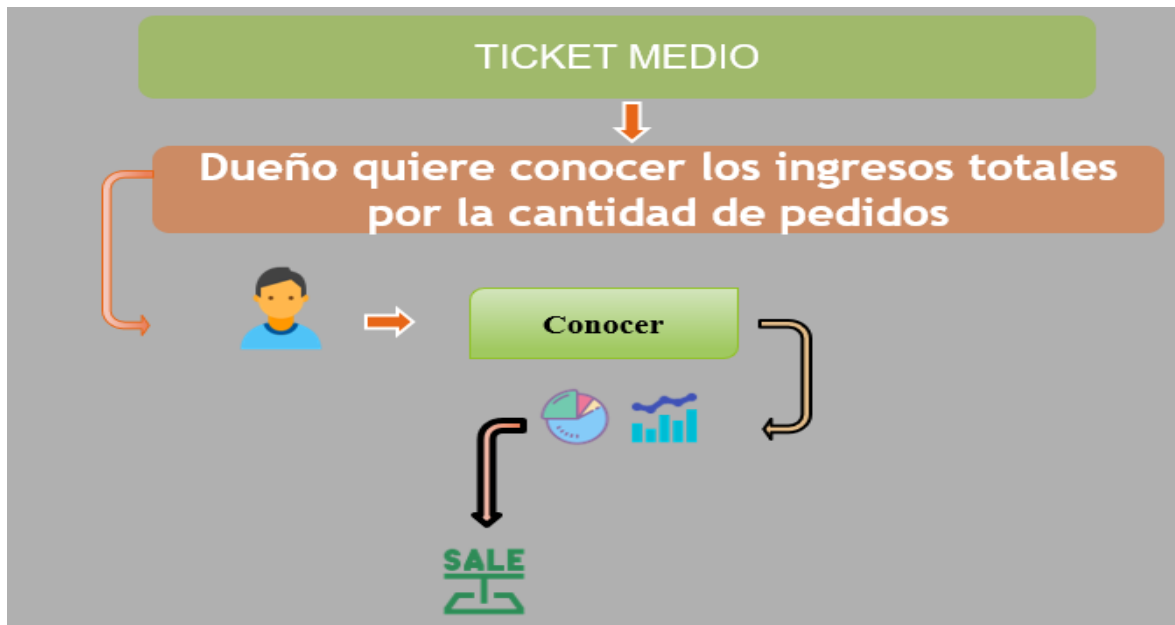 TICKET MEDIO
Dueño quiere conocer los ingresos totales
por la cantidad de pedidos
Conocer
SALE